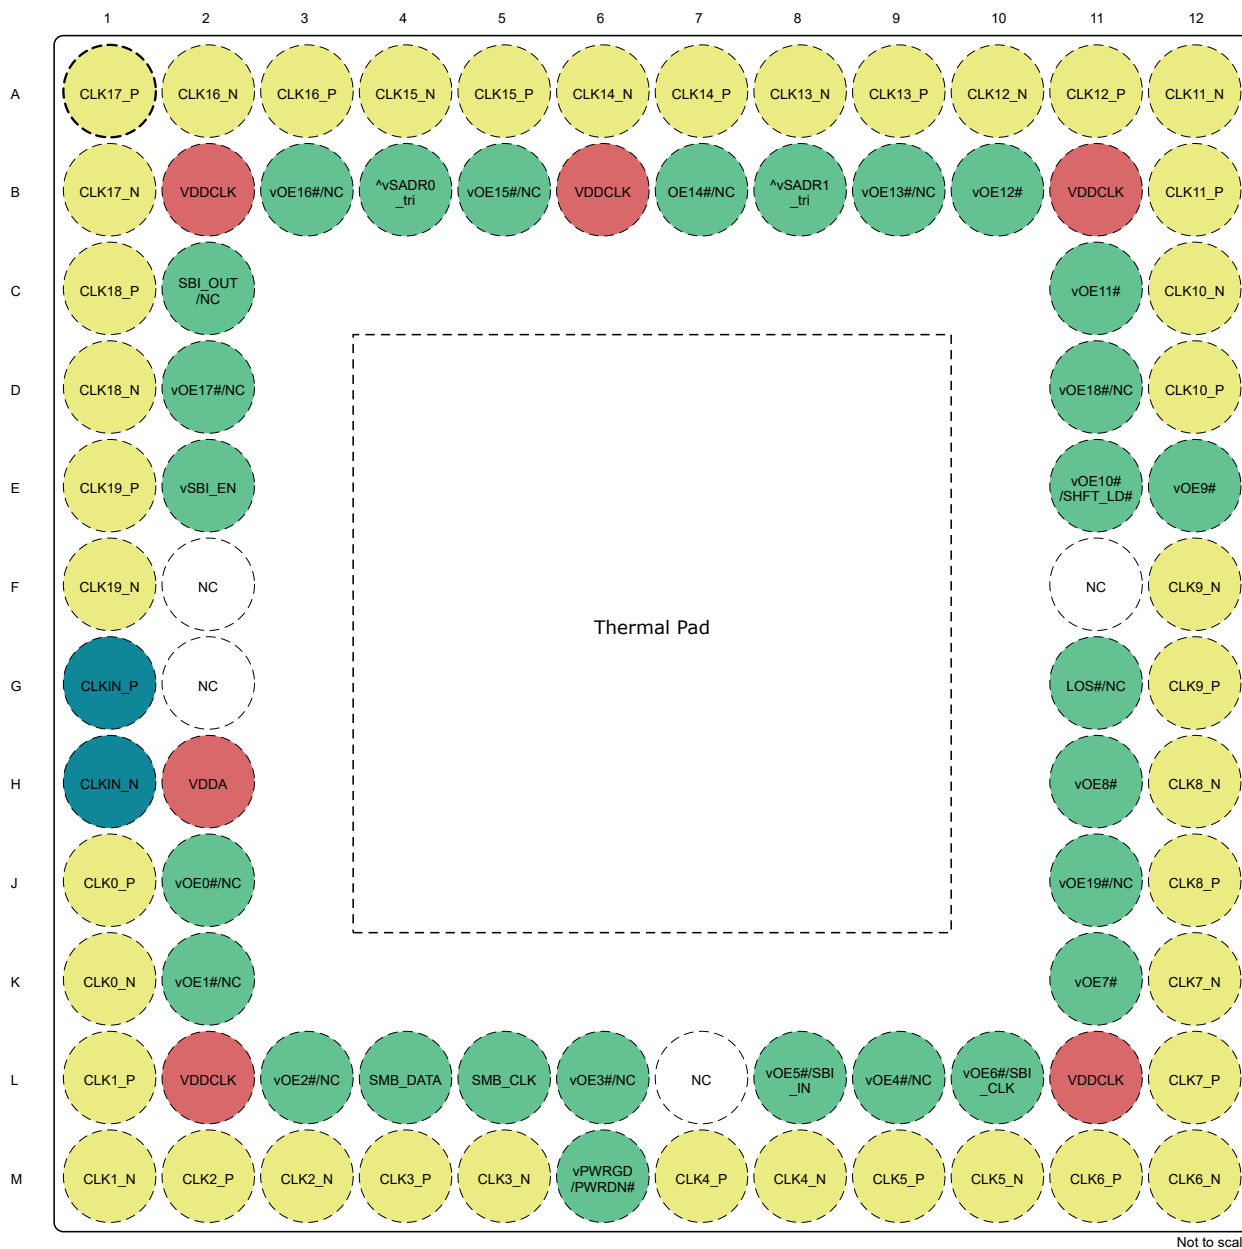 1 2 3 4 5 6 7 8 9 10 11 12
A CLK17_P CLK16_N CLK16_P CLK15_N CLK15_P CLK14_N CLK14_P CLK13_N CLK13_P CLK12_N CLK12_P CLK11_N
B CLK17_N VDDCLK vOE16#/NC ^vSADR0
_tri vOE15#/NC VDDCLK OE14#/NC ^vSADR1
_tri vOE13#/NC vOE12# VDDCLK CLK11_P
C CLK18_P SBI_OUT
/NC vOE11# CLK10_N
D CLK18_N vOE17#/NC vOE18#/NC CLK10_P
E CLK19_P vSBI_EN vOE10#
/SHFT_LD# vOE9#
F CLK19_N NC NC CLK9_N
Thermal Pad
G CLKIN_P NC LOS#/NC CLK9_P
H CLKIN_N VDDA vOE8# CLK8_N
J CLK0_P vOE0#/NC vOE19#/NC CLK8_P
K CLK0_N vOE1#/NC vOE7# CLK7_N
L CLK1_P VDDCLK vOE2#/NC SMB_DATA SMB_CLK vOE3#/NC NC vOE5#/SBI
_IN vOE4#/NC vOE6#/SBI
_CLK VDDCLK CLK7_P
M CLK1_N CLK2_P CLK2_N CLK3_P CLK3_N vPWRGD
/PWRDN# CLK4_P CLK4_N CLK5_P CLK5_N CLK6_P CLK6_N
Not to scal